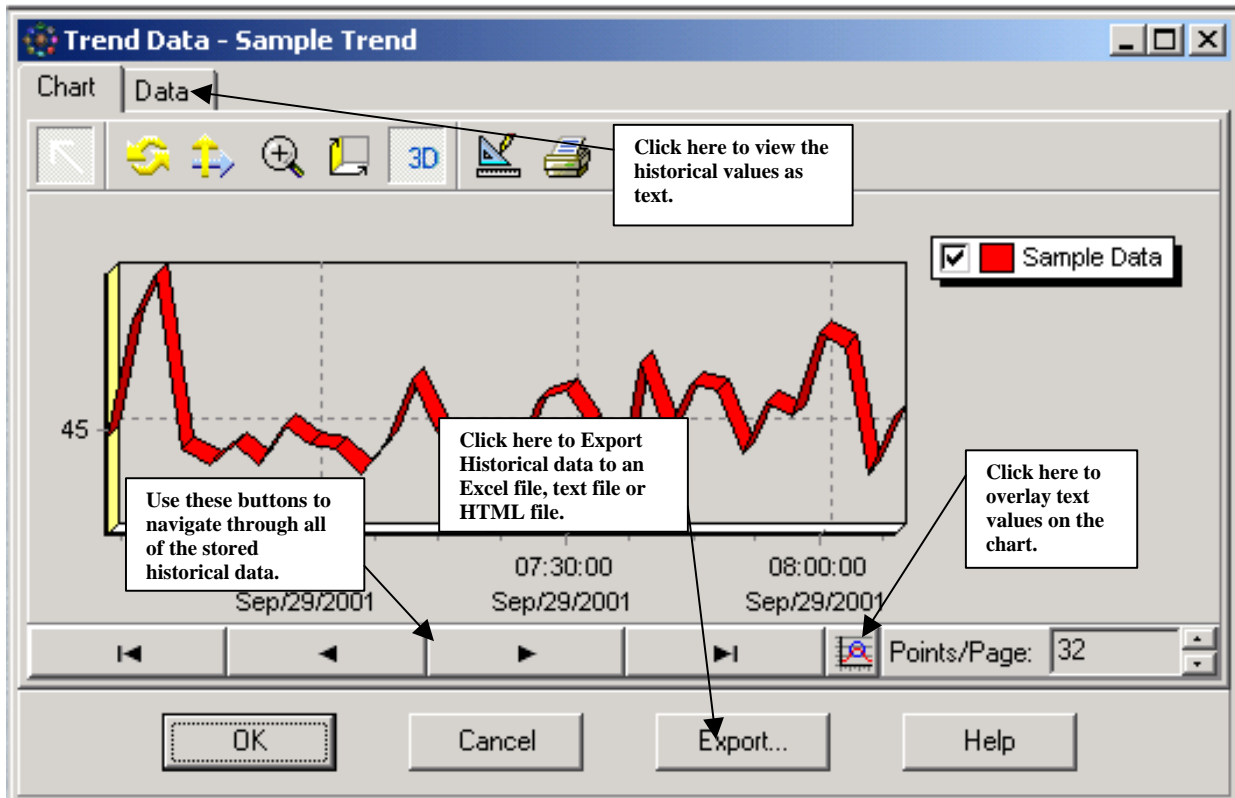 Trend Data - Sample Trend
Chart
Data
3D
Click here to view the
historical values as
text.
Sample Data
45
Click here to Export
Historical data to an
Excel file, text file or
HTML file.
Click here to
overlay text
values on the
chart.
Use these buttons to
navigate through all
of the stored
historical data.
07:30:00
08:00:00
Sep/29/2001
Sep/29/2001
Sep/29/2001
Points/Page:
32
OK
Cancel
Export...
Help